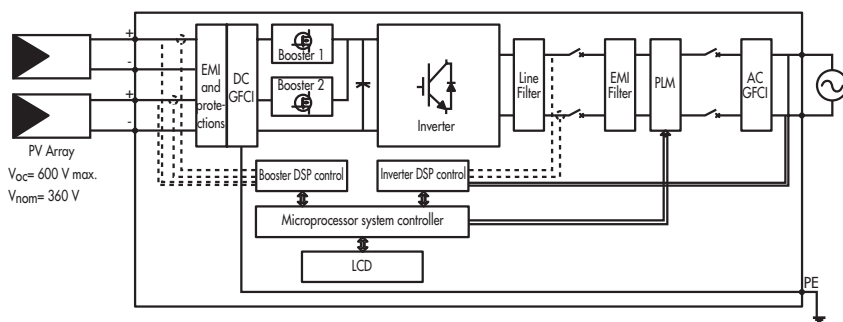 +
-
+
-
PV Array
VOC= 600 V max.
Vnom= 360 V
EMI
and
prote-
ctions
DC
GFCI
Booster 1
Booster 2
Inverter
Line
Filter
EMI
Filter
PLM
AC
GFCI
Booster DSP control
Inverter DSP control
Microprocessor system controller
LCD
PE